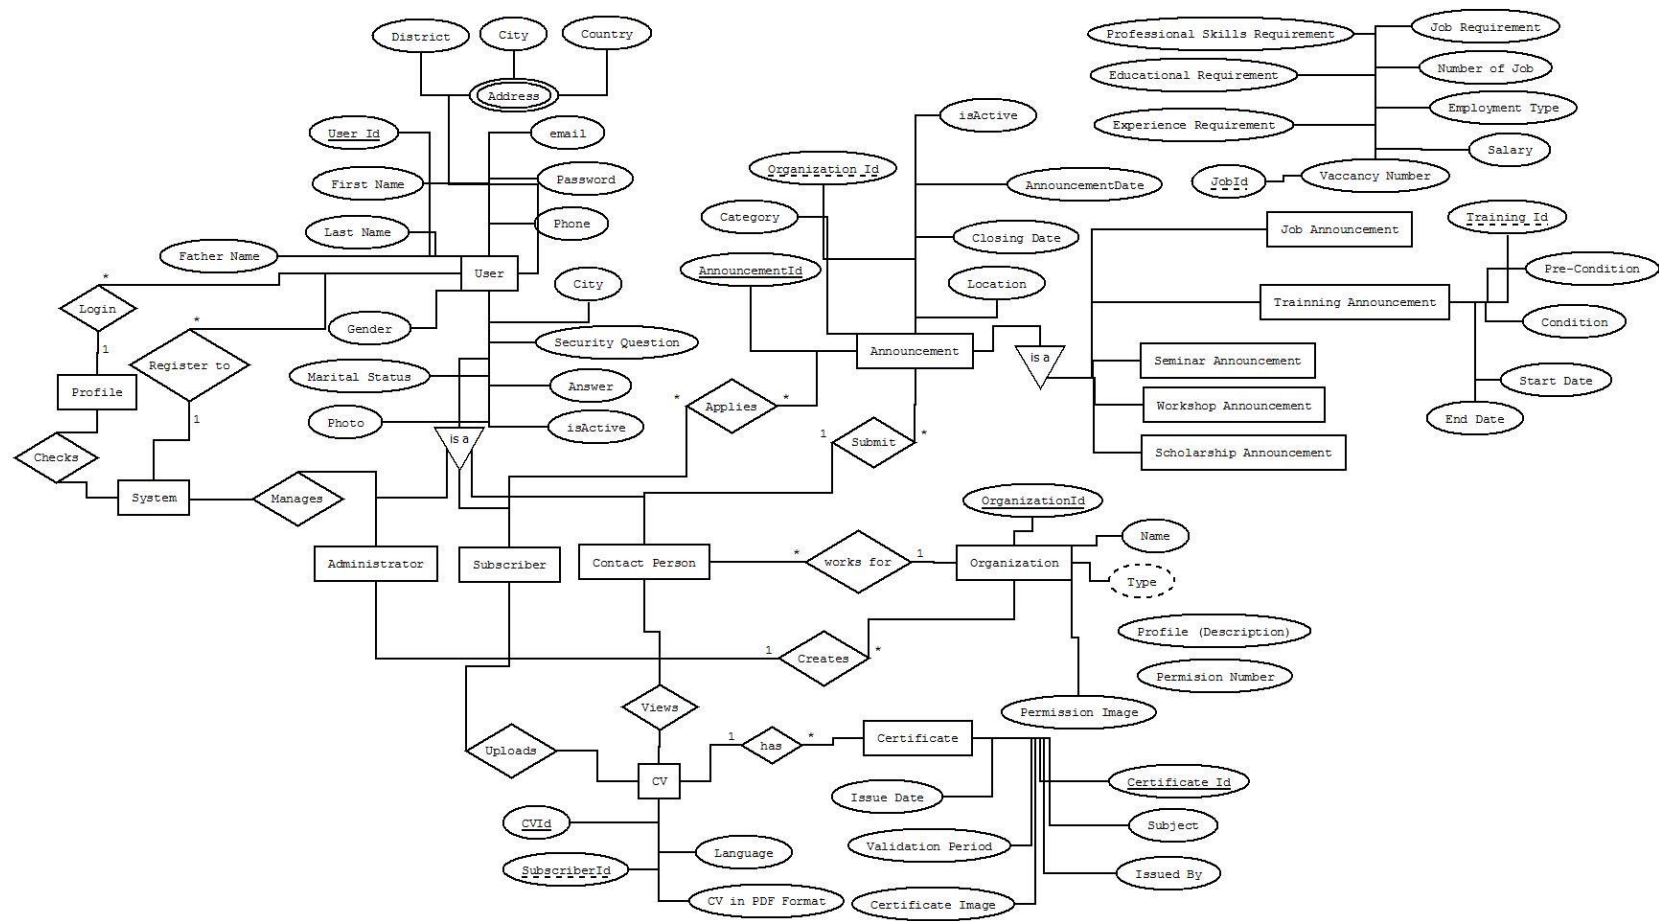 District
City
Country
Address
User Id
email
First Name
Password
Last Name
Phone
Father Name
User
*
Login
1
Profile
Checks
*
Register to
1
System
Manages
Gender
City
Security Question
Marital Status
Answer
Photo
isActive
is a
Administrator
Subscriber
Contact Person
*
Applies
*
1
Submit
*
Organization Id
isActive
Category
AnnouncementDate
AnnouncementId
Closing Date
Location
Announcement
is a
Professional Skills Requirement
Job Requirement
Educational Requirement
Number of Job
Experience Requirement
Employment Type
Salary
JobId
Vaccancy Number
Job Announcement
Training Id
Pre-Condition
Trainning Announcement
Condition
Seminar Announcement
Start Date
Workshop Announcement
End Date
Scholarship Announcement
*
works for
1
OrganizationId
Organization
Name
Type
Profile (Description)
Permision Number
Permission Image
1
Creates
*
Views
Uploads
CV
1
has
*
Certificate
Issue Date
Certificate Id
Validation Period
Subject
Certificate Image
Issued By
CVId
SubscriberId
Language
CV in PDF Format